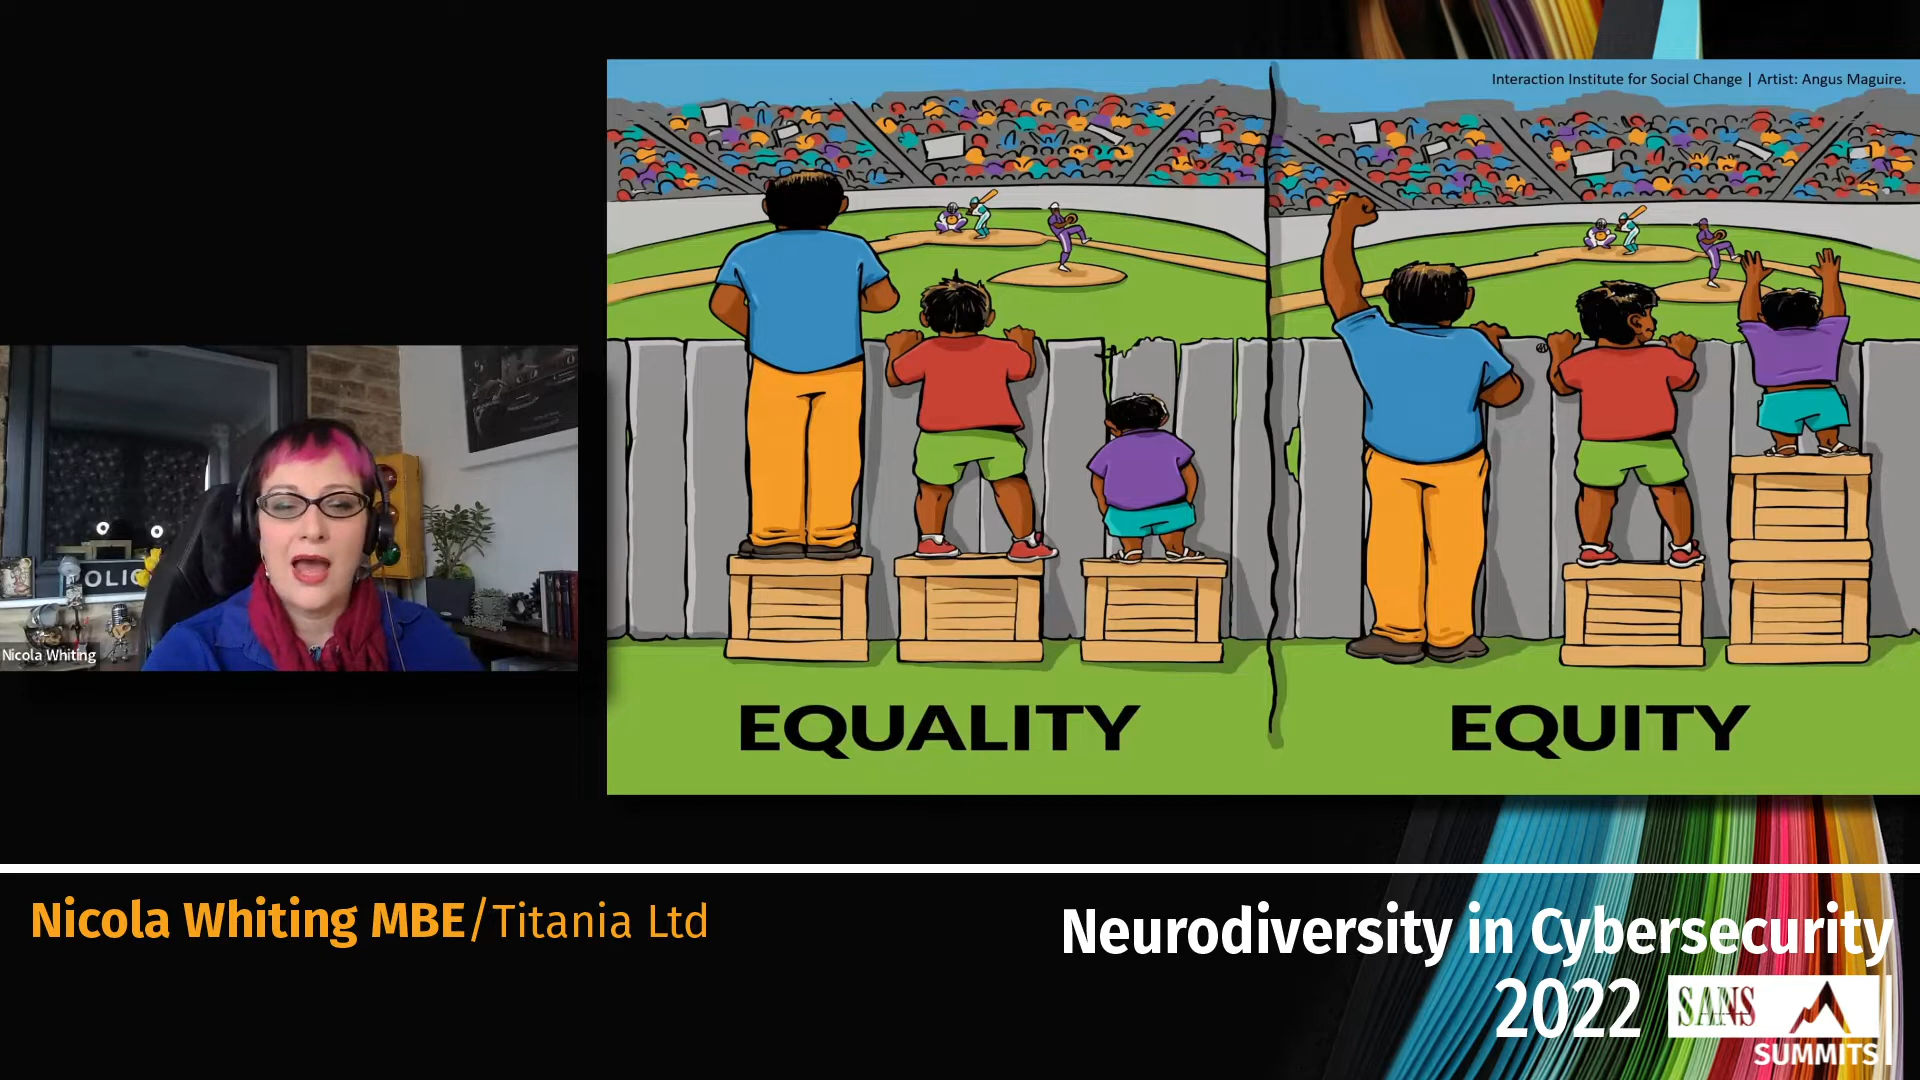 Interaction Institute for Social Change | Artist: Angus Maguire.
EQUALITY
EQUITY
OLIC
Nicola Whiting
Nicola Whiting MBE/Titania Ltd
Neurodiversity in Cybersecurity
2022
SANS
SUMMITS